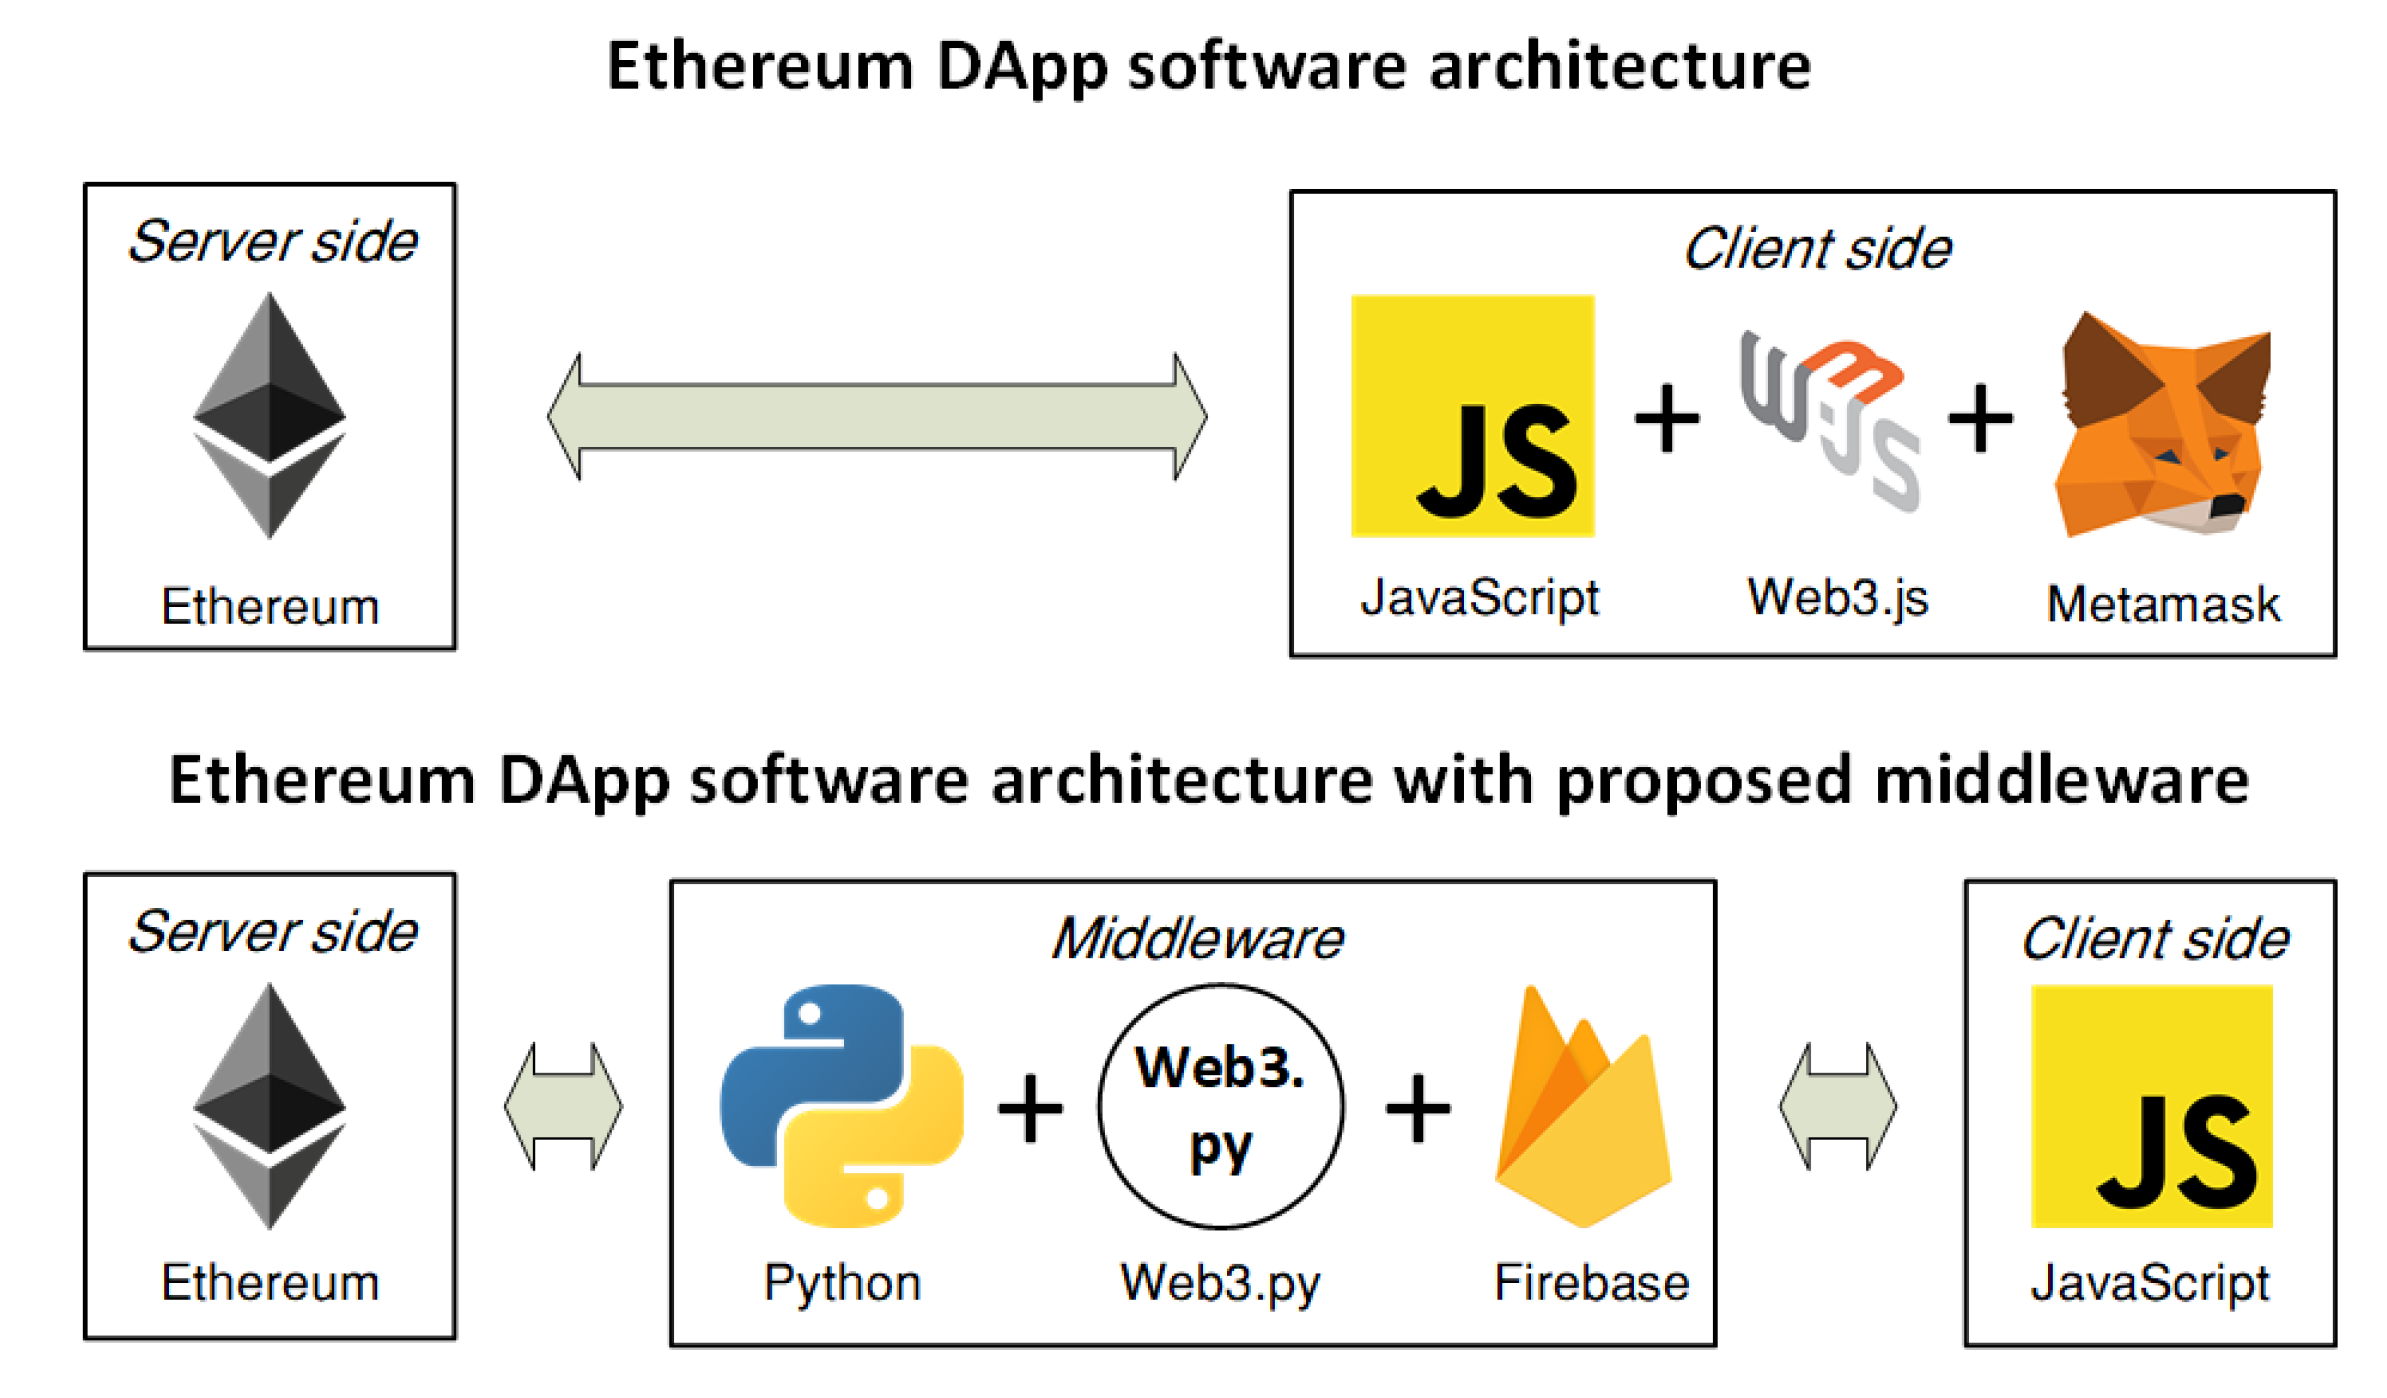 Ethereum DApp software architecture
Server side
Ethereum
Client side
JS + W3JS +
JavaScript Web3.js Metamask
Ethereum DApp software architecture with proposed middleware
Server side
Ethereum
Middleware
+ Web3. +
py
Python Web3.py Firebase
Client side
JS
JavaScript